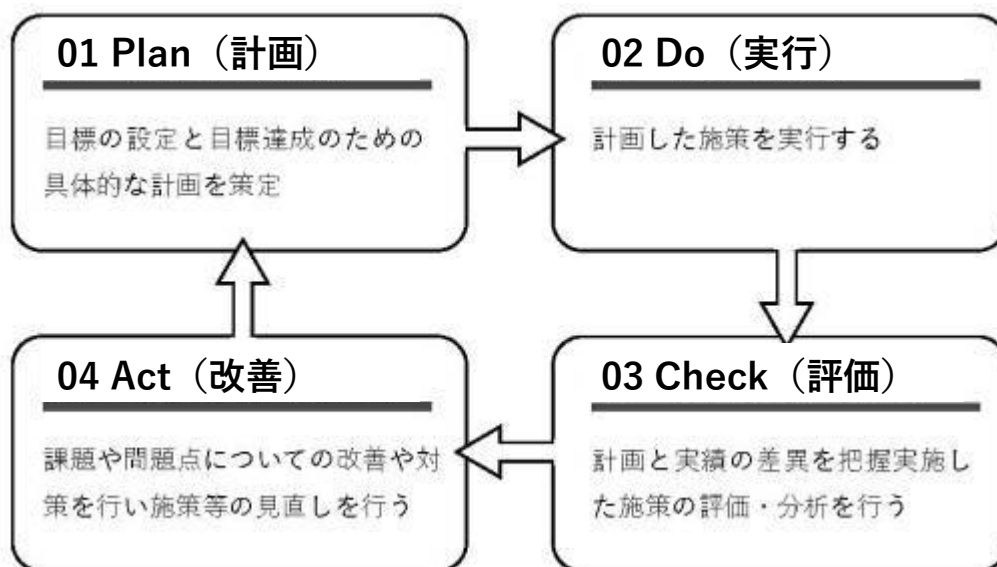 01 Plan（計画）
目標の設定と目標達成のための
具体的な計画を策定
02 Do（実行）
計画した施策を実行する
03 Check（評価）
計画と実績の差異を把握実施し
た施策の評価・分析を行う
04 Act（改善）
課題や問題点についての改善や対
策を行い施策等の見直しを行う